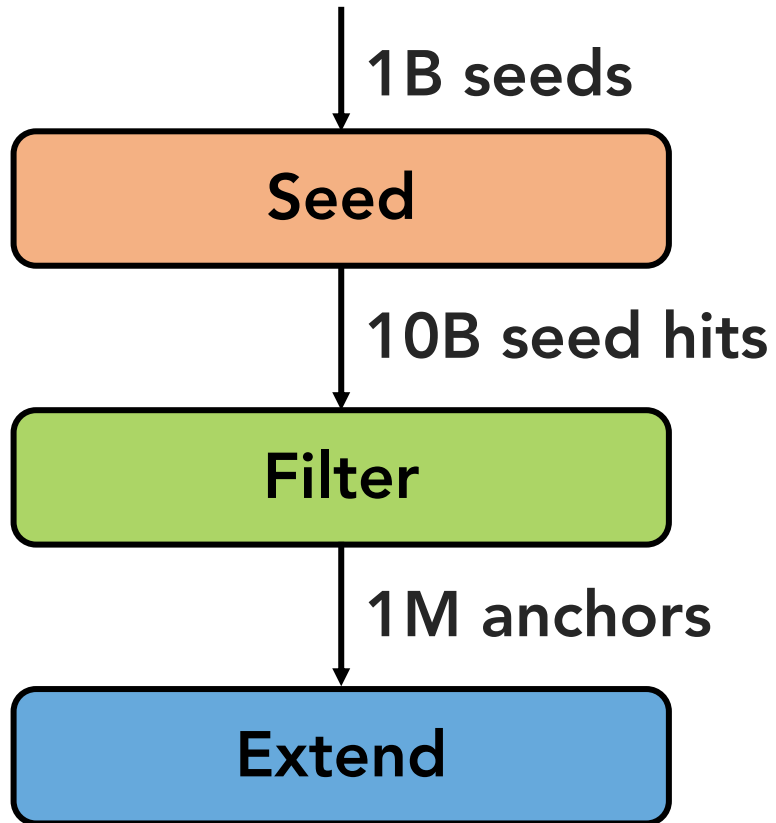 1B seeds
Seed
10B seed hits
Filter
1M anchors
Extend